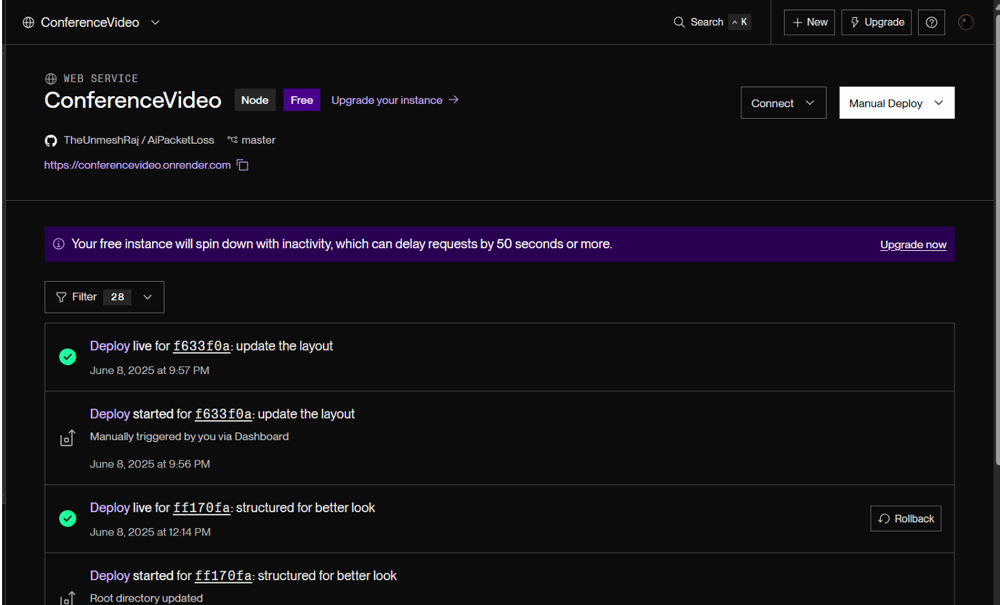 ConferenceVideo
Search ^ K
+ New
Upgrade
WEB SERVICE
ConferenceVideo Node Free Upgrade your instance →
Connect
Manual Deploy
TheUnmeshRaj / AiPacketLoss master
https://conferencevideo.onrender.com
Your free instance will spin down with inactivity, which can delay requests by 50 seconds or more.
Upgrade now
Filter 28
Deploy live for f633f0a: update the layout
June 8, 2025 at 9:57 PM
Deploy started for f633f0a: update the layout
Manually triggered by you via Dashboard
June 8, 2025 at 9:56 PM
Deploy live for ff170fa: structured for better look
June 8, 2025 at 12:14 PM
Rollback
Deploy started for ff170fa: structured for better look
Root directory updated